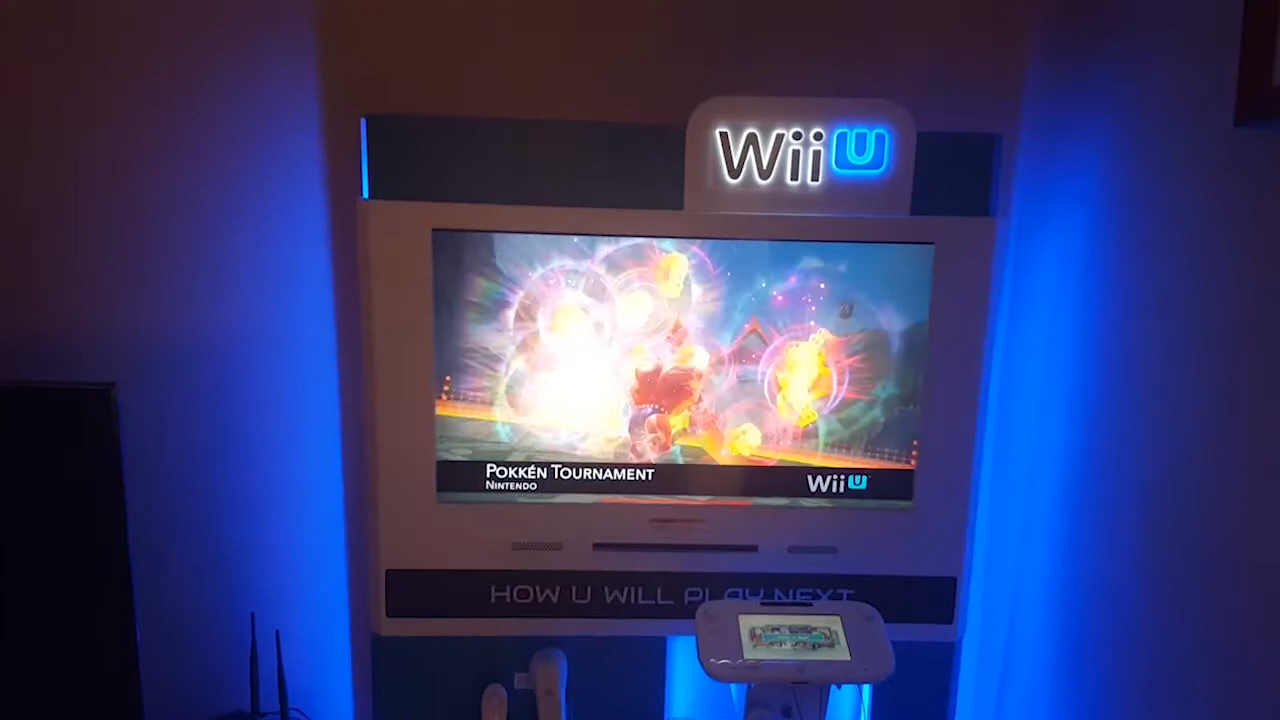 Wii U
POKKÉN TOURNAMENT
NINTENDO
Wii U
HOW U WILL PLAY NEXT